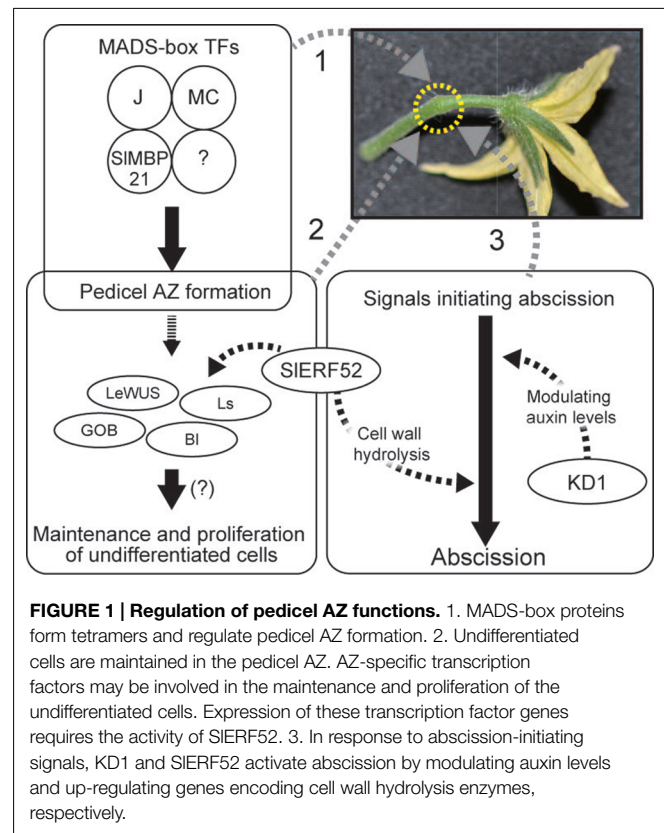 MADS-box TFs
J
MC
SlMBP
21
?
1
2
3
Pedicel AZ formation
LeWUS
Ls
GOB
Bl
(?)
Maintenance and proliferation
of undifferentiated cells
SlERF52
Signals initiating abscission
Modulating
auxin levels
Cell wall
hydrolysis
KD1
Abscission
FIGURE 1 | Regulation of pedicel AZ functions. 1. MADS-box proteins
form tetramers and regulate pedicel AZ formation. 2. Undifferentiated
cells are maintained in the pedicel AZ. AZ-specific transcription
factors may be involved in the maintenance and proliferation of the
undifferentiated cells. Expression of these transcription factor genes
requires the activity of SlERF52. 3. In response to abscission-initiating
signals, KD1 and SlERF52 activate abscission by modulating auxin levels
and up-regulating genes encoding cell wall hydrolysis enzymes,
respectively.